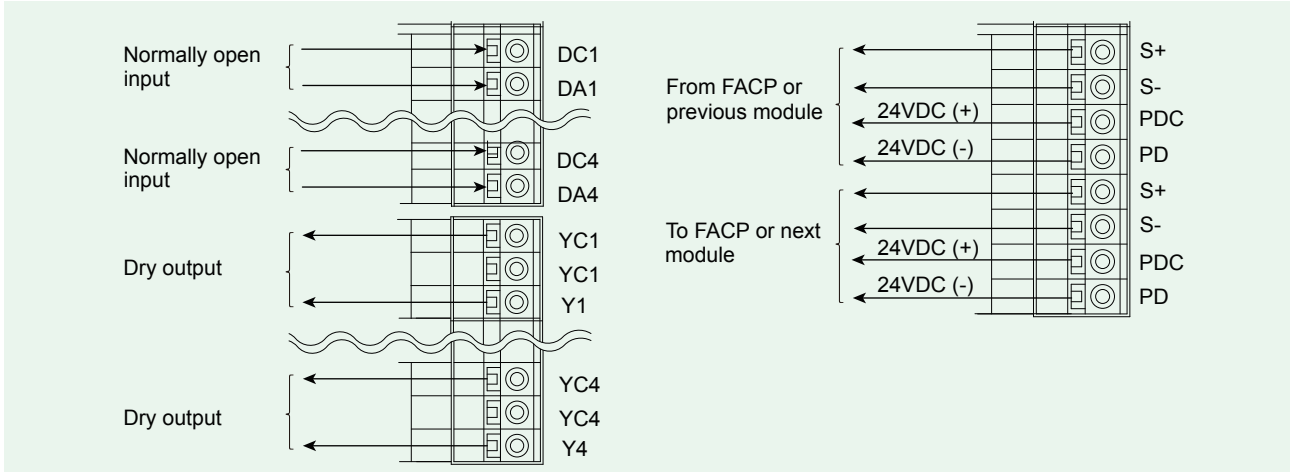 Normally open
input
DC1
DA1
Normally open
input
DC4
DA4
Dry output
YC1
YC1
Y1
Dry output
YC4
YC4
Y4
From FACP or
previous module
24VDC (+)
24VDC (-)
S+
S-
PDC
PD
To FACP or next
module
24VDC (+)
24VDC (-)
S+
S-
PDC
PD